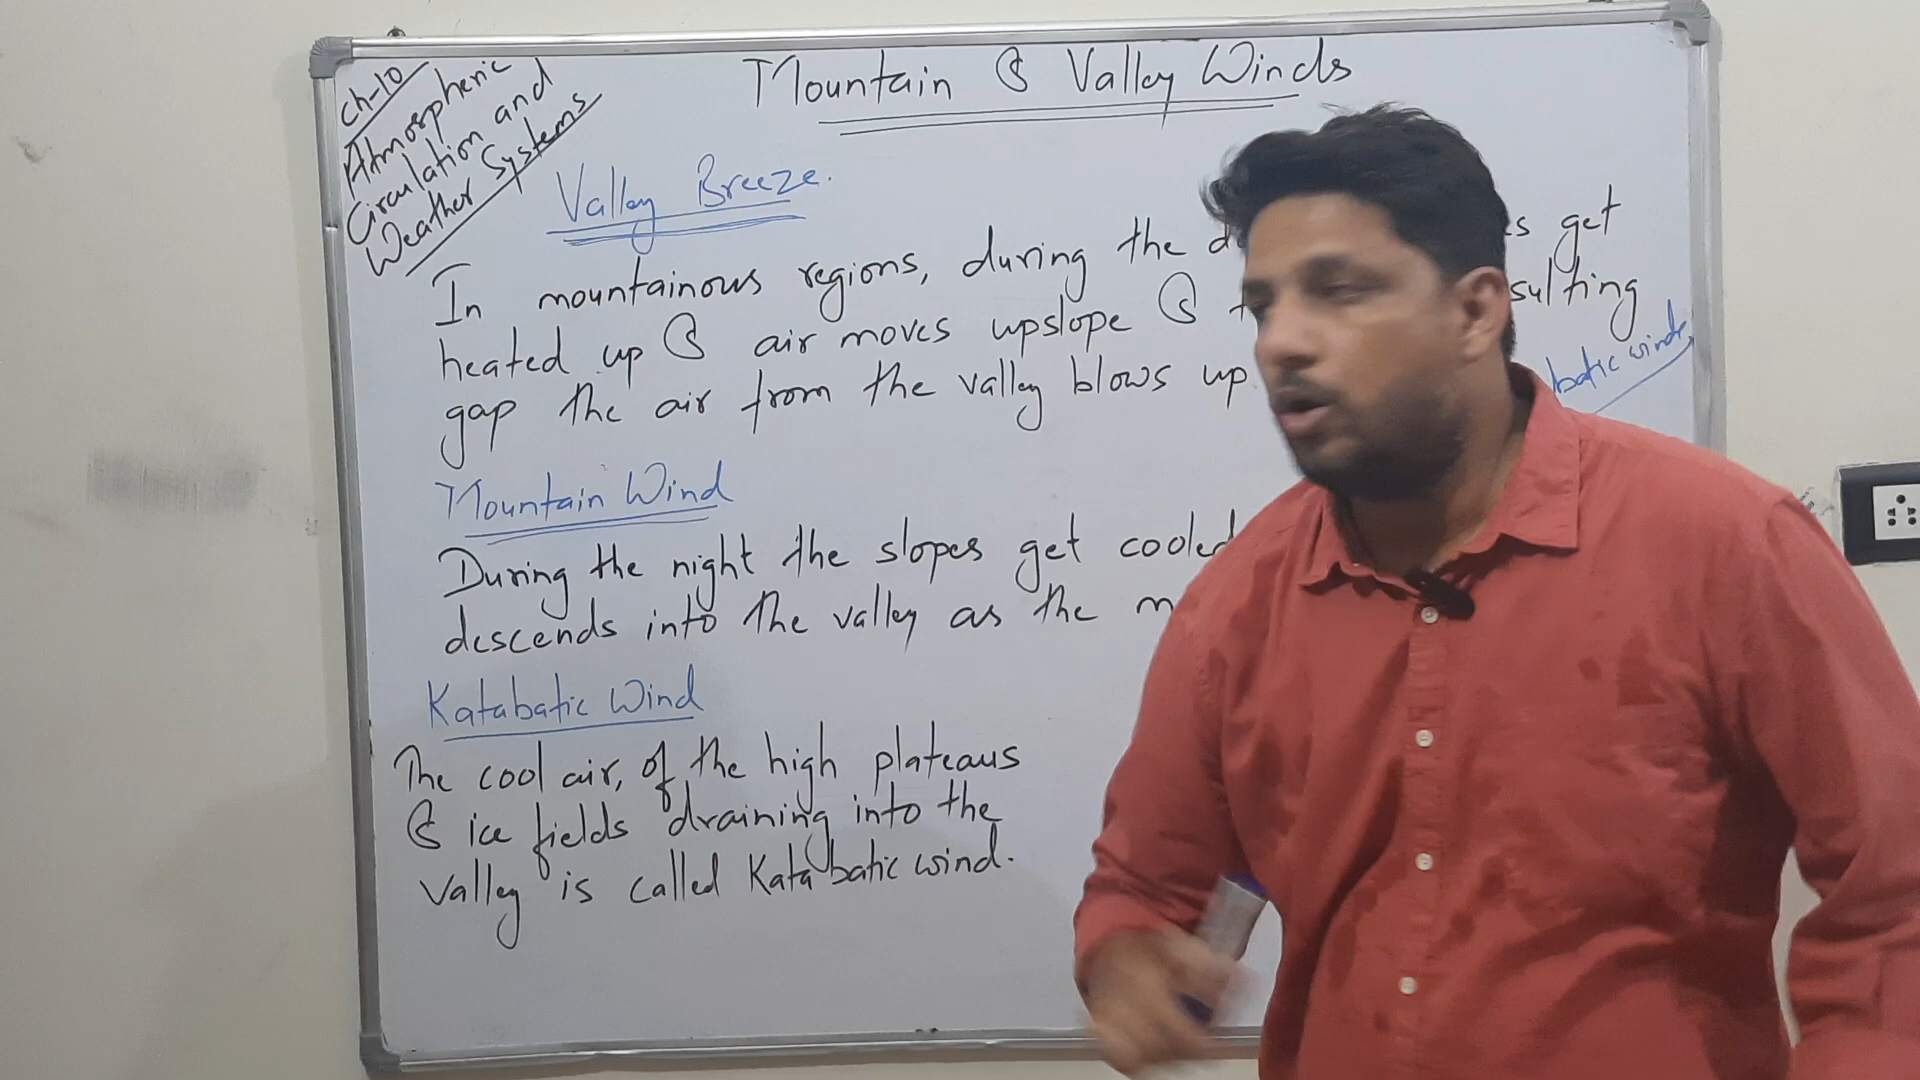 Ch-10
Atmospheric
Circulation and
Weather Systems
Mountain & Valley Winds
Valley Breeze.
In mountainous regions, during the get
heated up & air moves upslope &
gap the air from the valley blows up
batic winds
Mountain Wind
During the night the slopes get cooled
descends into the valley as the
Katabatic Wind
The cool air, of the high plateaus
& ice fields draining into the
valley is called Katabatic wind.